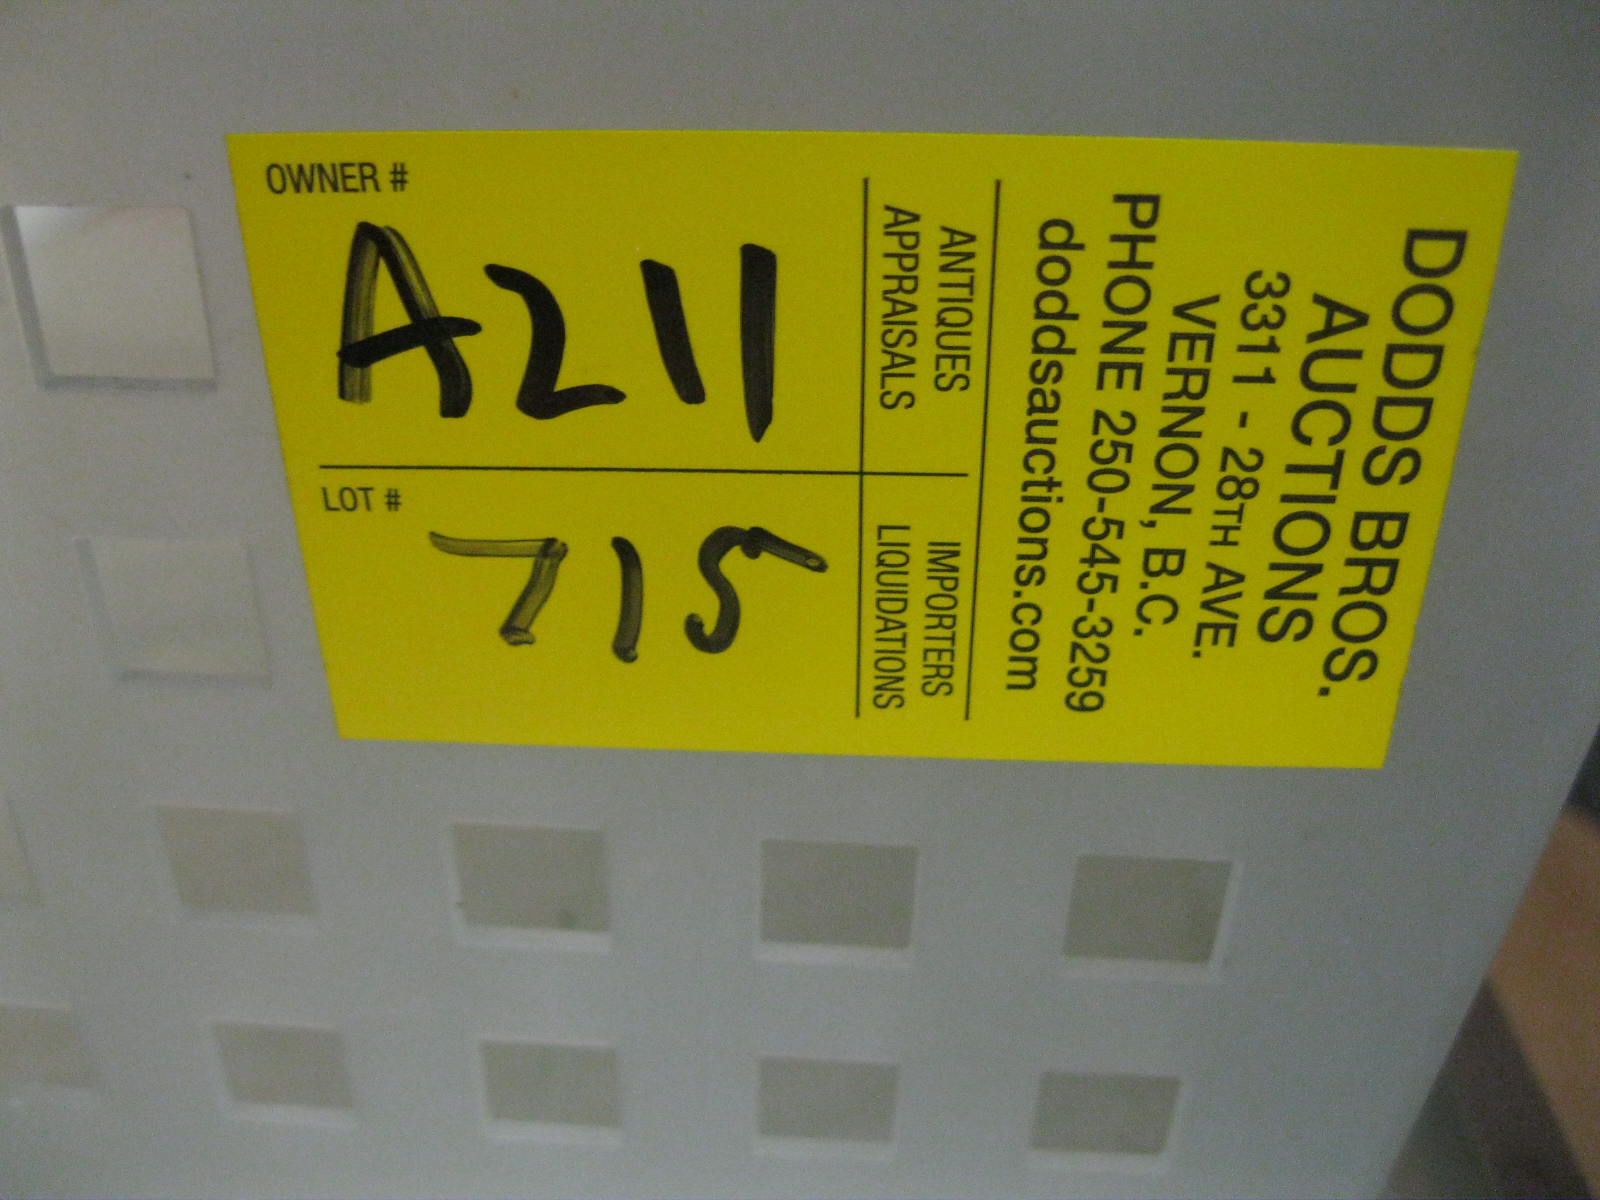 DODDS BROS.
AUCTIONS
3311 - 28TH AVE.
VERNON, B.C.
PHONE 250-545-3259
doddsauctions.com
ANTIQUES
APPRAISALS
IMPORTERS
LIQUIDATIONS
OWNER #
A211
LOT #
715